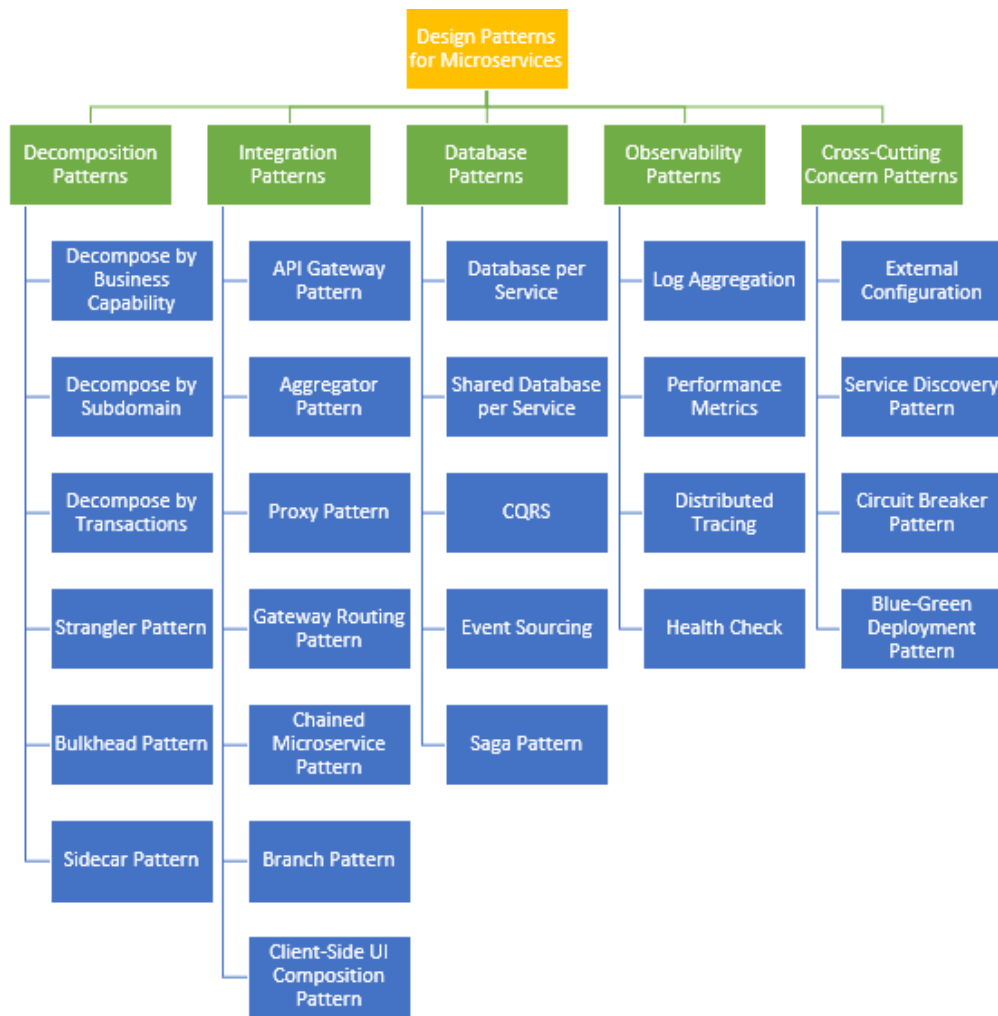 Design Patterns
for Microservices
Decomposition
Patterns
Integration
Patterns
Database
Patterns
Observability
Patterns
Cross-Cutting
Concern Patterns
Decompose by
Business
Capability
Decompose by
Subdomain
Decompose by
Transactions
Strangler Pattern
Bulkhead Pattern
Sidecar Pattern
API Gateway
Pattern
Aggregator
Pattern
Proxy Pattern
Gateway Routing
Pattern
Chained
Microservice
Pattern
Branch Pattern
Client-Side UI
Composition
Pattern
Database per
Service
Shared Database
per Service
CQRS
Event Sourcing
Saga Pattern
Log Aggregation
Performance
Metrics
Distributed
Tracing
Health Check
External
Configuration
Service Discovery
Pattern
Circuit Breaker
Pattern
Blue-Green
Deployment
Pattern